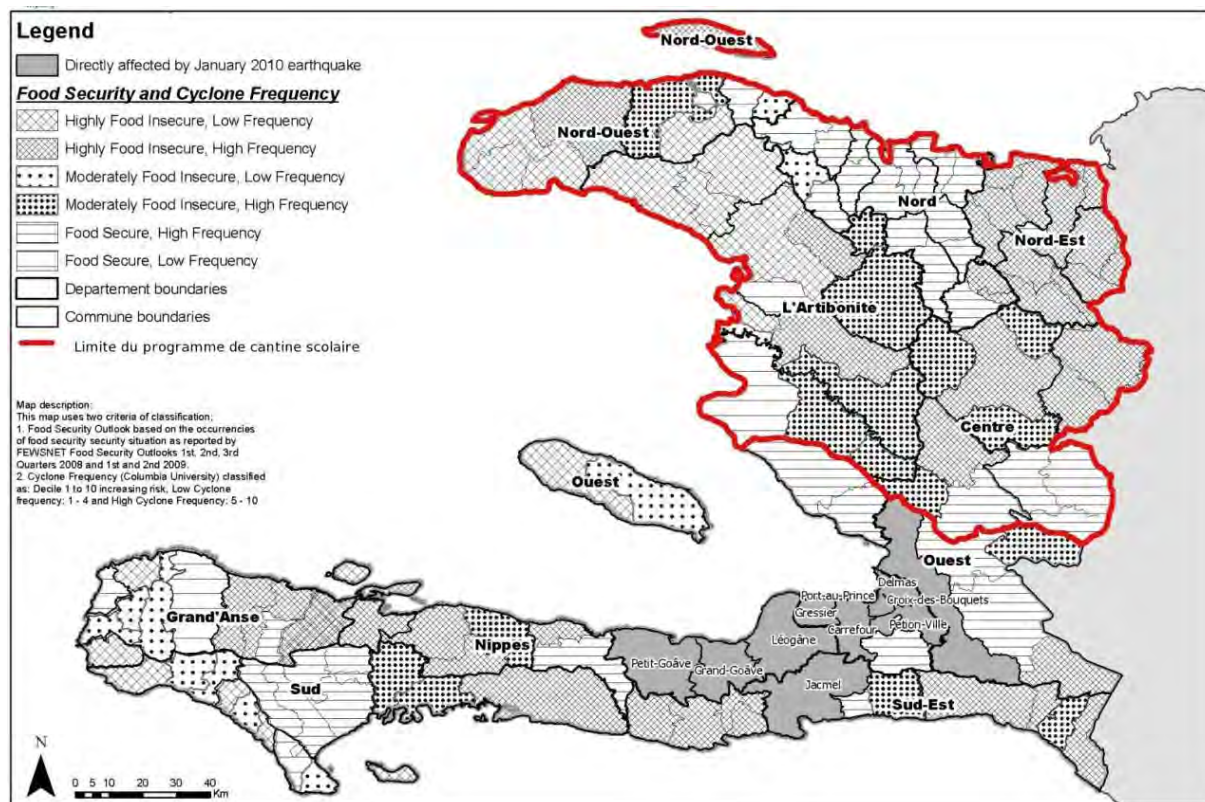 Legend
Directly affected by January 2010 earthquake
Food Security and Cyclone Frequency
Highly Food Insecure, Low Frequency
Highly Food Insecure, High Frequency
Moderately Food Insecure, Low Frequency
Moderately Food Insecure, High Frequency
Food Secure, High Frequency
Food Secure, Low Frequency
Departement boundaries
Commune boundaries
Limite du programme de cantine scolaire
Map description:
This map uses two criteria of classification;
1. Food Security Outlook based on the occurrencies
of food security security situation as reported by
FEWSNET Food Security Outlooks 1st, 2nd, 3rd
Quarters 2008 and 1st and 2nd 2009.
2. Cyclone Frequency (Columbia University) classified
as: Decile 1 to 10 increasing risk, Low Cyclone
frequency: 1 - 4 and High Cyclone Frequency: 5 - 10
Nord-Ouest
Nord-Ouest
Nord
Nord-Est
L'Artibonite
Centre
Ouest
Ouest
Delmas
Port-au-Prince
Croix-des-Bouquets
Gressier
Pétion-Ville
Carrefour
Léogâne
Grand'Anse
Nippes
Petit-Goâve
Grand-Goâve
Jacmel
Sud
Sud-Est
N
0 5 10 20 30 40
Km